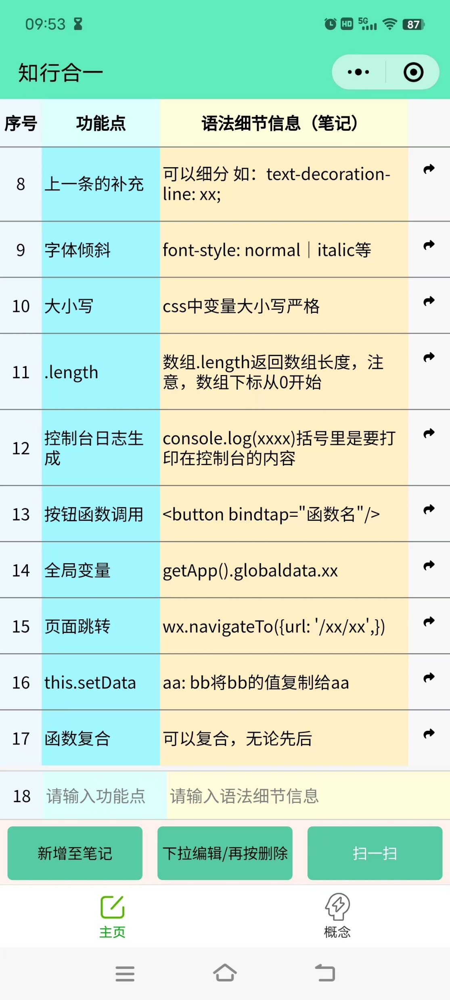 09:53
HD 5G 87
知行合一
序号 功能点 语法细节信息（笔记）
8 上一条的补充 可以细分 如：text-decoration-
line: xx;
9 字体倾斜 font-style: normal｜italic等
10 大小写 css中变量大小写严格
11 .length 数组.length返回数组长度，注
意，数组下标从0开始
12 控制台日志生
成
console.log(xxxx)括号里是要打
印在控制台的内容
13 按钮函数调用 <button bindtap="函数名"/>
14 全局变量 getApp().globaldata.xx
15 页面跳转 wx.navigateTo({url: '/xx/xx',})
16 this.setData aa: bb将bb的值复制给aa
17 函数复合 可以复合，无论先后
18 请输入功能点 请输入语法细节信息
新增至笔记 下拉编辑/再按删除 扫一扫
主页 概念